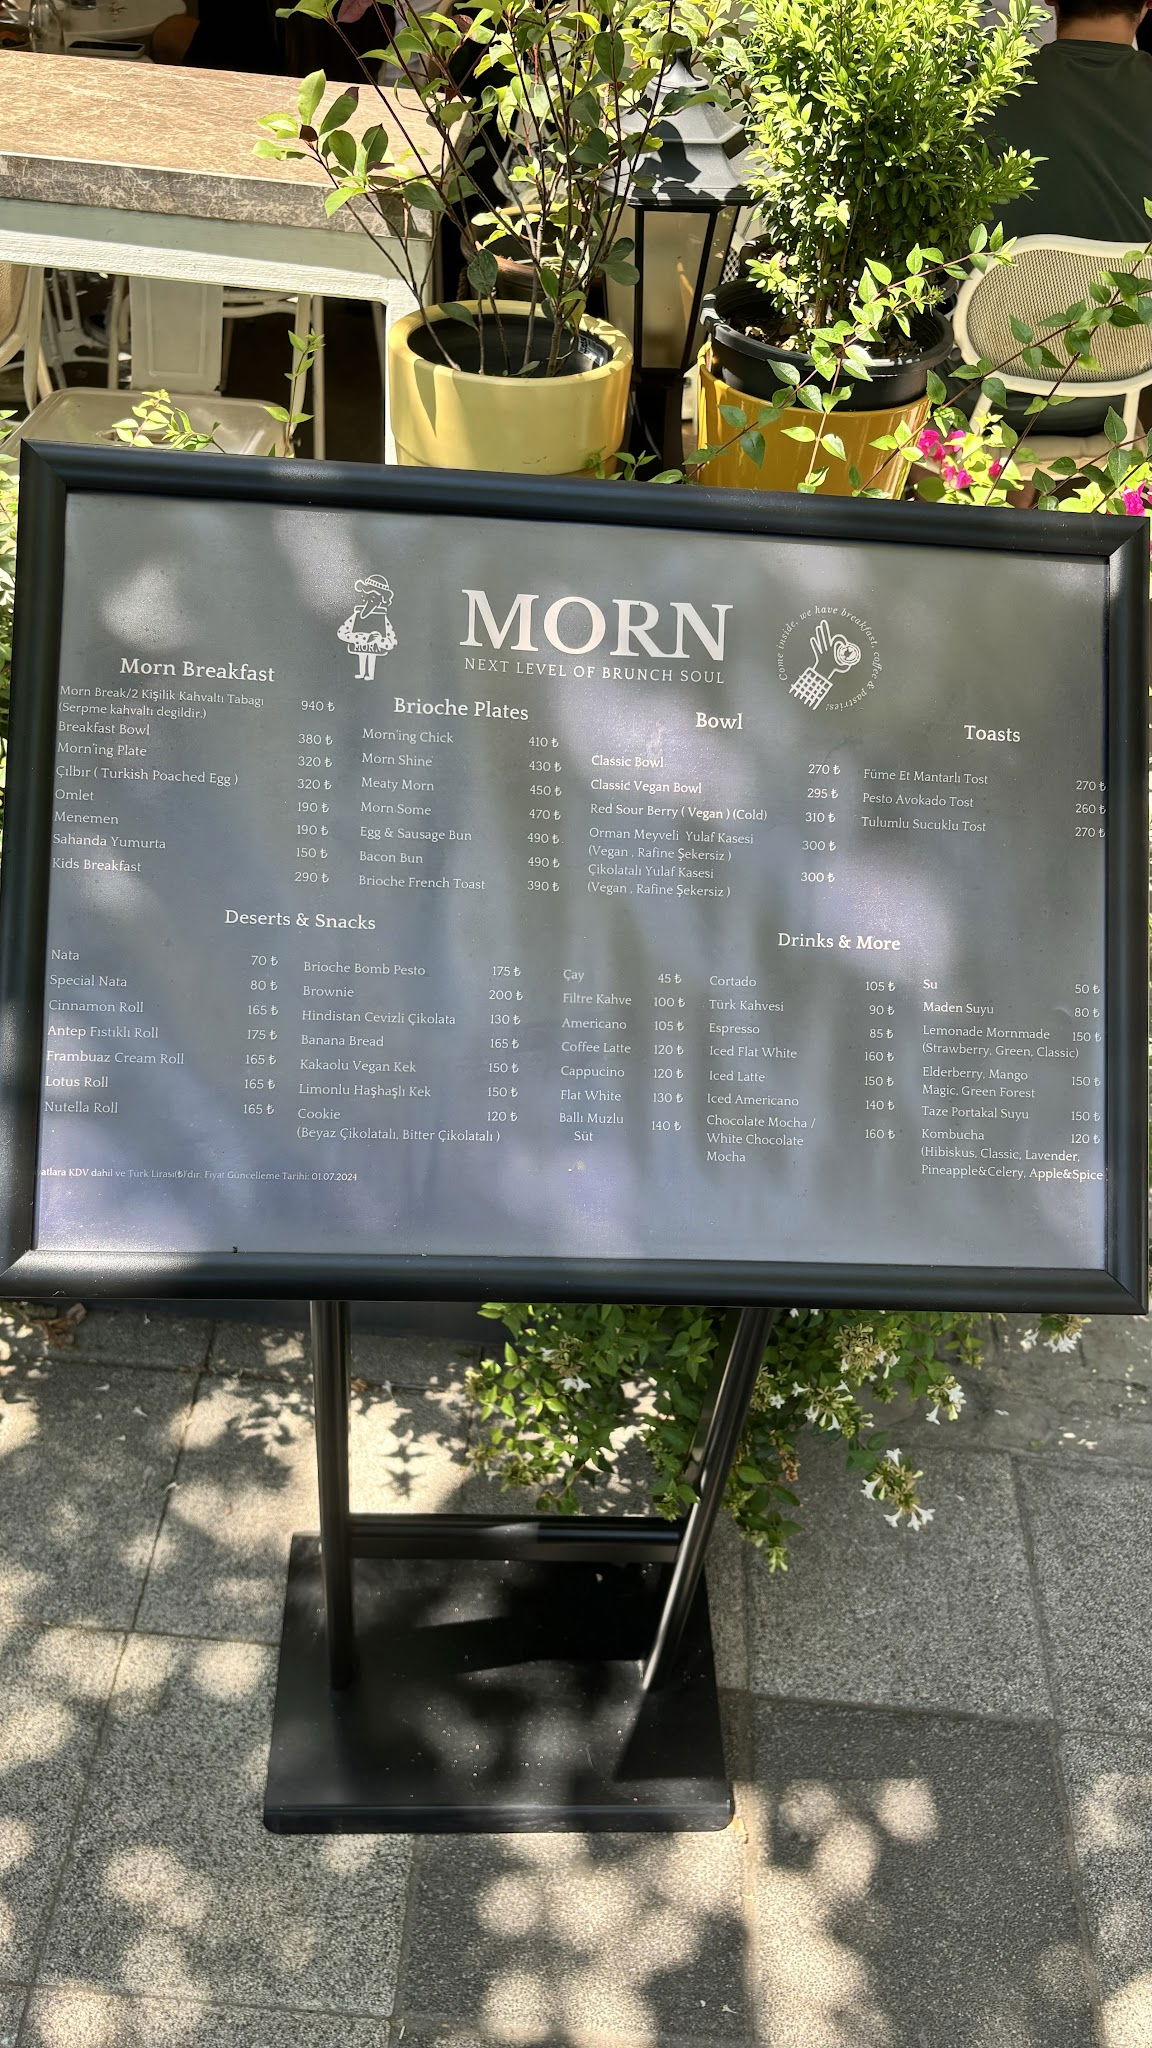 MORN
NEXT LEVEL OF BRUNCH SOUL
MORN
Come inside, we have breakfast, coffee & pastries!
Morn Breakfast
Morn Break/2 Kişilik Kahvaltı Tabagı 940 ₺
(Serpme kahvaltı degildir.)
Breakfast Bowl 380 ₺
Morn'ing Plate 320 ₺
Çılbır ( Turkish Poached Egg ) 320 ₺
Omlet 190 ₺
Menemen 190 ₺
Sahanda Yumurta 150 ₺
Kids Breakfast 290 ₺
Brioche Plates
Morn'ing Chick 410 ₺
Morn Shine 430 ₺
Meaty Morn 450 ₺
Morn Some 470 ₺
Egg & Sausage Bun 490 ₺.
Bacon Bun 490 ₺
Brioche French Toast 390 ₺
Bowl
Classic Bowl 270 ₺
Classic Vegan Bowl 295 ₺
Red Sour Berry ( Vegan ) (Cold) 310 ₺
Orman Meyveli Yulaf Kasesi 300 ₺
(Vegan , Rafine Şekersiz )
Çikolatalı Yulaf Kasesi 300 ₺
(Vegan , Rafine Şekersiz )
Toasts
Füme Et Mantarlı Tost 270 ₺
Pesto Avokado Tost 260 ₺
Tulumlu Sucuklu Tost 270 ₺
Deserts & Snacks
Nata 70 ₺
Special Nata 80 ₺
Cinnamon Roll 165 ₺
Antep Fıstıklı Roll 175 ₺
Frambuaz Cream Roll 165 ₺
Lotus Roll 165 ₺
Nutella Roll 165 ₺
Brioche Bomb Pesto 175 ₺
Brownie 200 ₺
Hindistan Cevizli Çikolata 130 ₺
Banana Bread 165 ₺
Kakaolu Vegan Kek 150 ₺
Limonlu Haşhaşlı Kek 150 ₺
Cookie 120 ₺
(Beyaz Çikolatalı, Bitter Çikolatalı )
Drinks & More
Çay 45 ₺
Filtre Kahve 100 ₺
Americano 105 ₺
Coffee Latte 120 ₺
Cappucino 120 ₺
Flat White 130 ₺
Ballı Muzlu 140 ₺
Süt
Cortado 105 ₺
Türk Kahvesi 90 ₺
Espresso 85 ₺
Iced Flat White 160 ₺
Iced Latte 150 ₺
Iced Americano 140 ₺
Chocolate Mocha / 160 ₺
White Chocolate
Mocha
Su 50 ₺
Maden Suyu 80 ₺
Lemonade Mornmade 150 ₺
(Strawberry, Green, Classic)
Elderberry, Mango 150 ₺
Magic, Green Forest
Taze Portakal Suyu 150 ₺
Kombucha 120 ₺
(Hibiskus, Classic, Lavender,
Pineapple&Celery, Apple&Spice )
atlara KDV dahil ve Türk Lirası(₺)'dır. Fiyat Güncelleme Tarihi: 01.07.2024